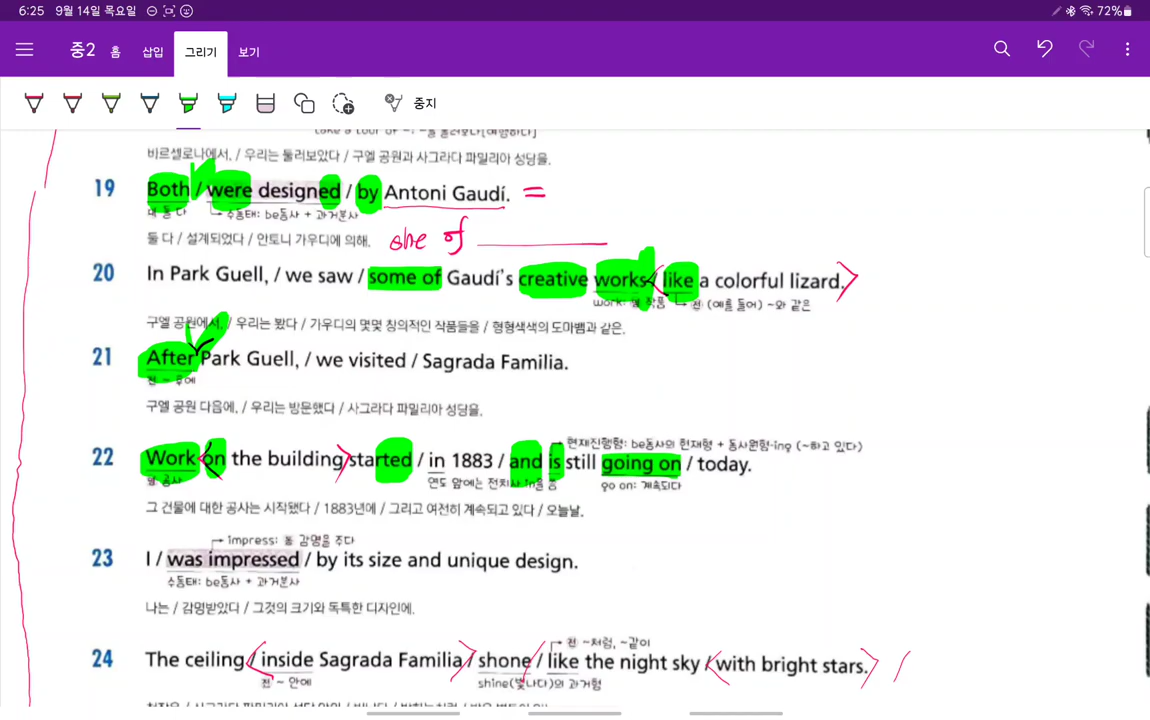 6:25 9월 14일 목요일 72%
중2 홈 삽입 그리기 보기
중지
take a tour of ~: ~을 둘러보다[여행하다]
바르셀로나에서, / 우리는 둘러보았다 / 구엘 공원과 사그라다 파밀리아 성당을.
19 Both / were designed / by Antoni Gaudí. =
대 둘 다 수동태: be동사 + 과거분사
둘 다 / 설계되었다 / 안토니 가우디에 의해.
of
20 In Park Guell, / we saw / some of Gaudí's creative works / like a colorful lizard.
work: 명 작품 전 (예를 들어) ~와 같은
구엘 공원에서, / 우리는 봤다 / 가우디의 몇몇 창의적인 작품들을 / 형형색색의 도마뱀과 같은.
21 After Park Guell, / we visited / Sagrada Familia.
전 ~ 후에
구엘 공원 다음에, / 우리는 방문했다 / 사그라다 파밀리아 성당을.
현재진행형: be동사의 현재형 + 동사원형-ing (~하고 있다)
22 Work on the building / started / in 1883 / and is still going on / today.
명 공사 연도 앞에는 전치사 in을 씀 go on: 계속되다
그 건물에 대한 공사는 시작됐다 / 1883년에 / 그리고 여전히 계속되고 있다 / 오늘날.
impress: 동 감명을 주다
23 I / was impressed / by its size and unique design.
수동태: be동사 + 과거분사
나는 / 감명받았다 / 그것의 크기와 독특한 디자인에.
전 ~처럼, ~같이
24 The ceiling / inside Sagrada Familia / shone / like the night sky / with bright stars.
전 ~ 안에 shine(빛나다)의 과거형